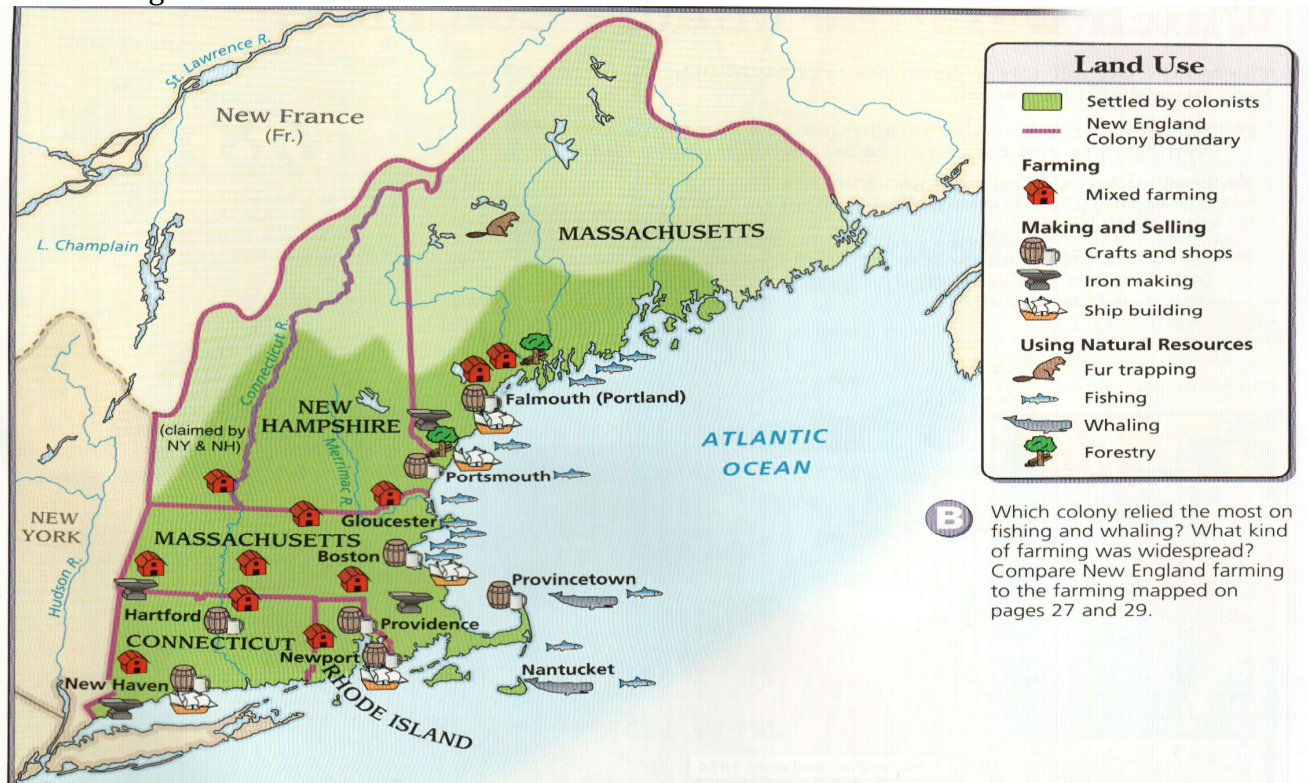 St. Lawrence R.
New France
(Fr.)
L. Champlain
MASSACHUSETTS
Connecticut R.
NEW
HAMPSHIRE
(claimed by
NY & NH)
Merrimac R.
Falmouth (Portland)
Portsmouth
ATLANTIC
OCEAN
NEW
YORK
Hudson R.
Gloucester
MASSACHUSETTS
Boston
Provincetown
Hartford
Providence
CONNECTICUT
Newport
Nantucket
New Haven
RHODE ISLAND
Land Use
Settled by colonists
New England
Colony boundary
Farming
Mixed farming
Making and Selling
Crafts and shops
Iron making
Ship building
Using Natural Resources
Fur trapping
Fishing
Whaling
Forestry
B
Which colony relied the most on
fishing and whaling? What kind
of farming was widespread?
Compare New England farming
to the farming mapped on
pages 27 and 29.